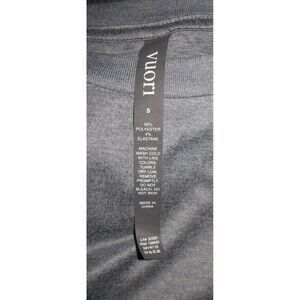 vuori
S
96%
POLYESTER
4%
ELASTANE
MACHINE
WASH COLD
WITH LIKE
COLORS,
TUMBLE
DRY LOW.
REMOVE
PROMPTLY.
DO NOT
BLEACH. DO
NOT IRON.
MADE IN
CHINA